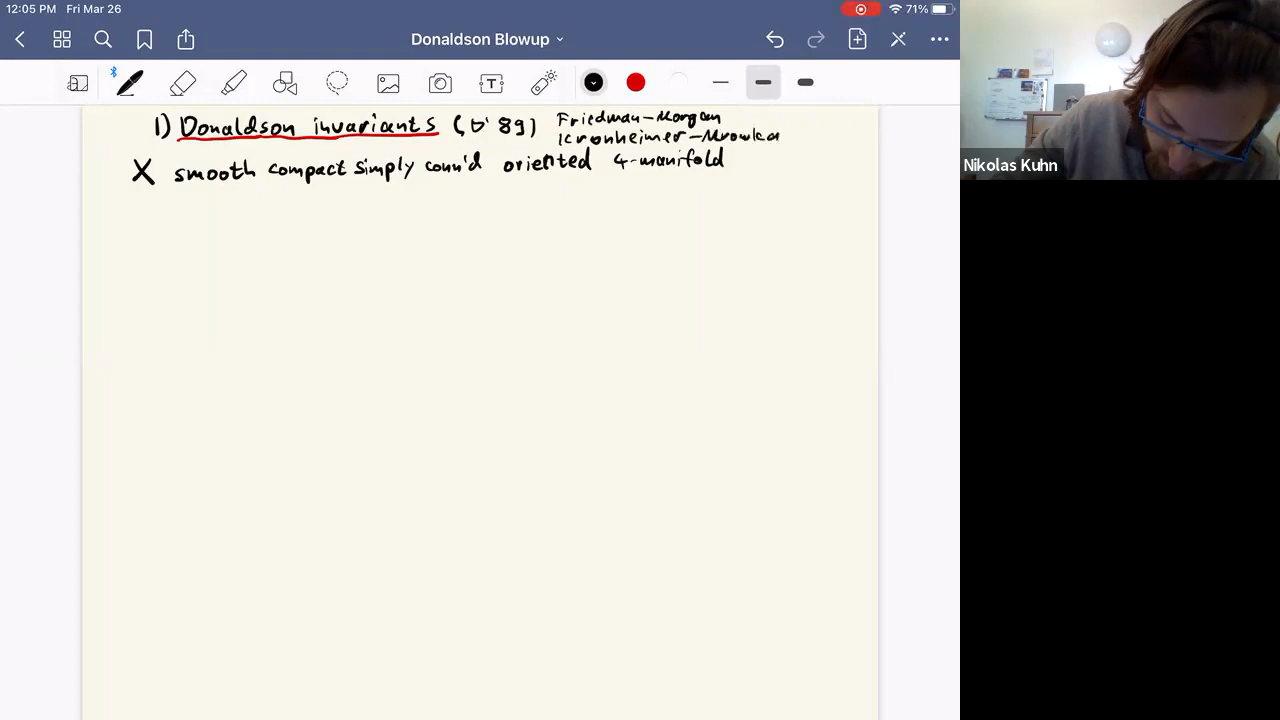 12:05 PM Fri Mar 26
71%
Donaldson Blowup
T
1) Donaldson invariants (D' 89) Friedman-Morgan
Kronheimer-Mrowka
X smooth compact simply conn'd oriented 4-manifold
Nikolas Kuhn